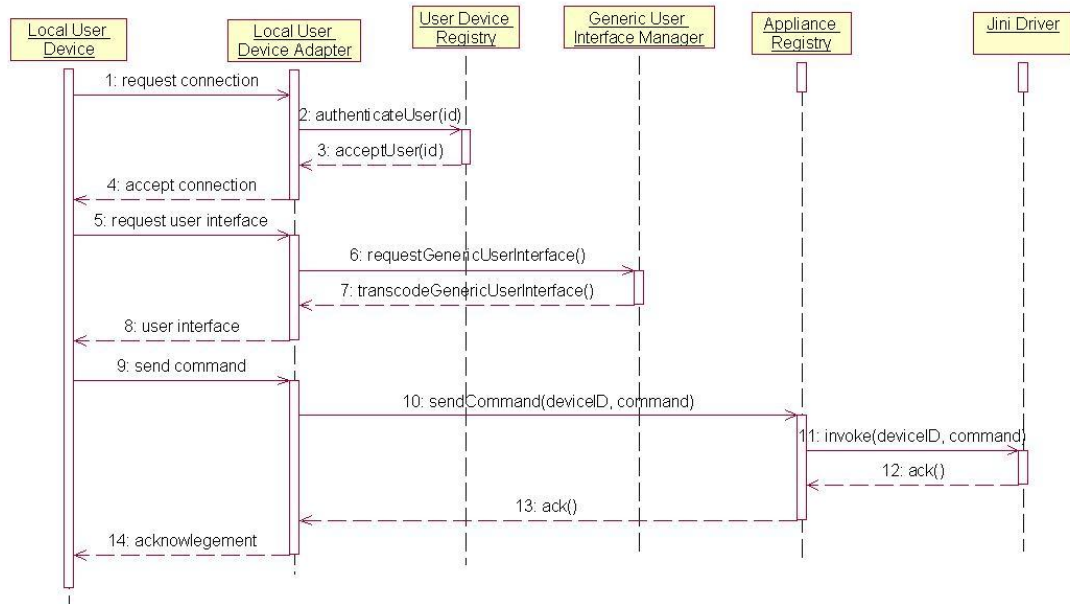 Local User
Device
Local User
Device Adapter
User Device
Registry
Generic User
Interface Manager
Appliance
Registry
Jini Driver
1: request connection
2: authenticateUser(id)
3: acceptUser(id)
4: accept connection
5: request user interface
6: requestGenericUserInterface()
7: transcodeGenericUserInterface()
8: user interface
9: send command
10: sendCommand(deviceID, command)
11: invoke(deviceID, command)
12: ack()
13: ack()
14: acknowlegement